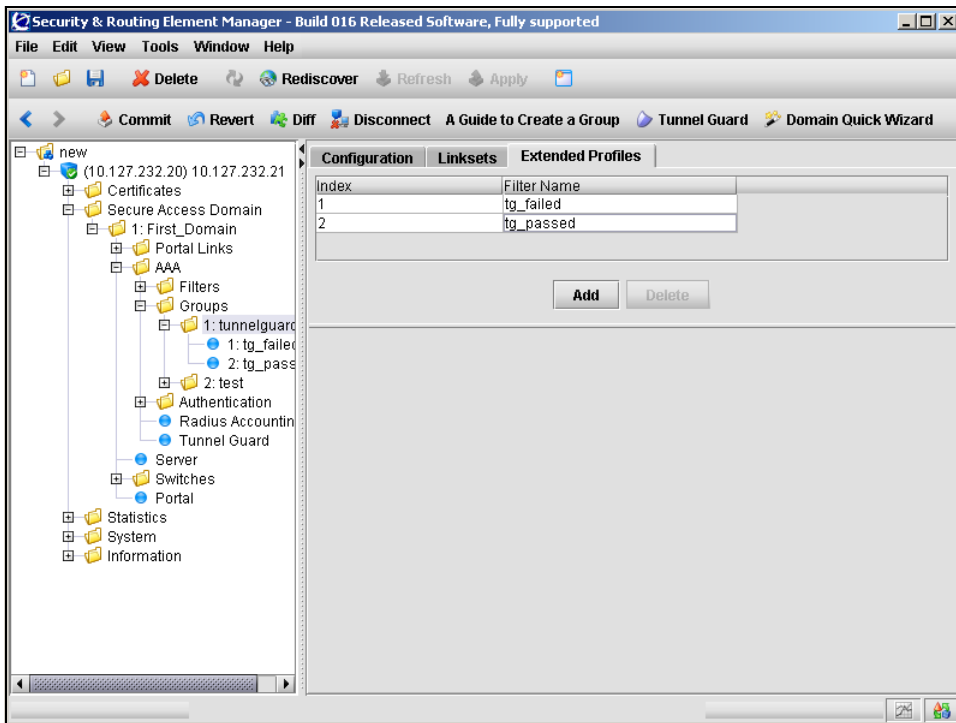 Security & Routing Element Manager - Build 016 Released Software, Fully supported
File Edit View Tools Window Help
Delete Rediscover Refresh Apply
Commit Revert Diff Disconnect A Guide to Create a Group Tunnel Guard Domain Quick Wizard
new
(10.127.232.20) 10.127.232.21
Certificates
Secure Access Domain
1: First_Domain
Portal Links
AAA
Filters
Groups
1: tunnelguard
1: tg_failed
2: tg_pass
2: test
Authentication
Radius Accountin
Tunnel Guard
Server
Switches
Portal
Statistics
System
Information
Configuration Linksets Extended Profiles
Index Filter Name
1 tg_failed
2 tg_passed
Add Delete